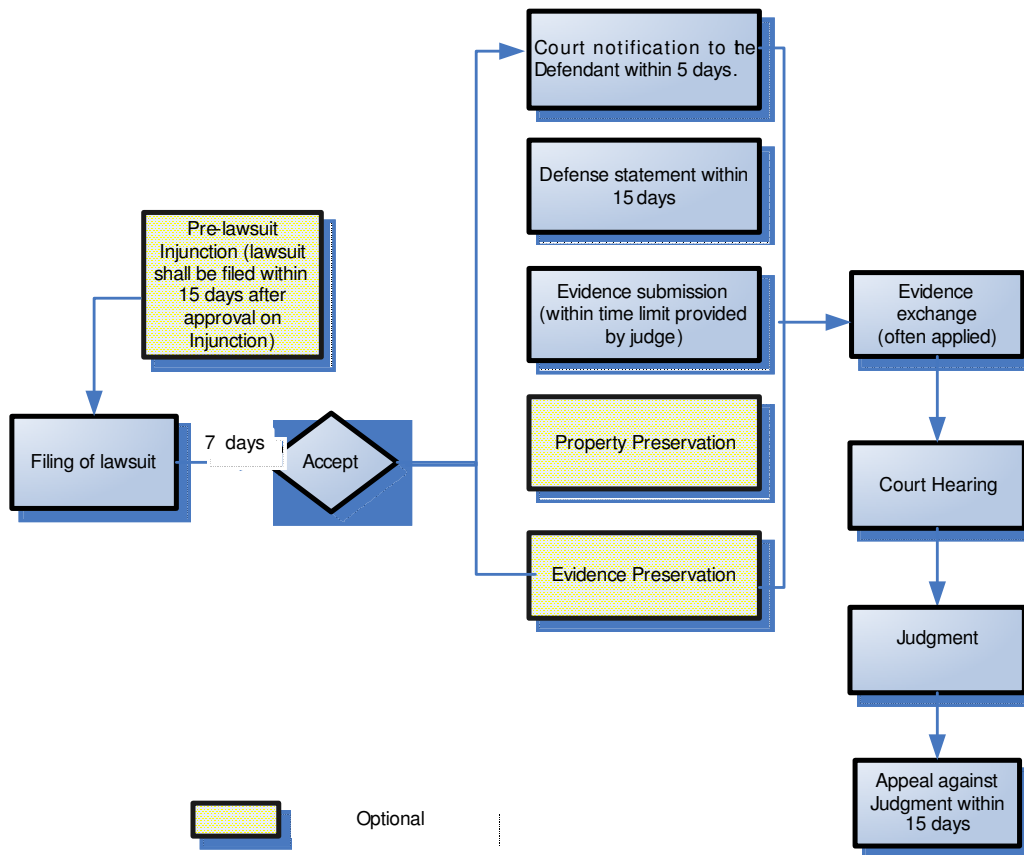 Court notification to the
Defendant within 5 days.
Defense statement within
15 days
Pre-lawsuit
Injunction (lawsuit
shall be filed within
15 days after
approval on
Injunction)
Evidence submission
(within time limit provided
by judge)
Evidence
exchange
(often applied)
Filing of lawsuit
7 days
Accept
Property Preservation
Court Hearing
Evidence Preservation
Judgment
Appeal against
Judgment within
15 days
Optional